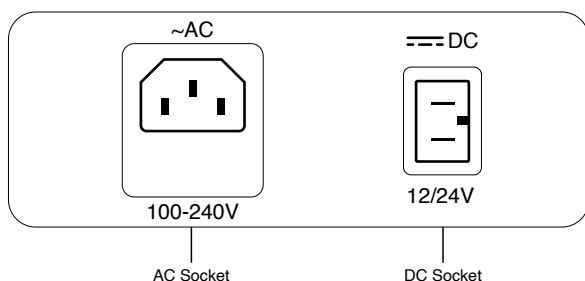 ~AC
DC
100-240V
12/24V
AC Socket
DC Socket